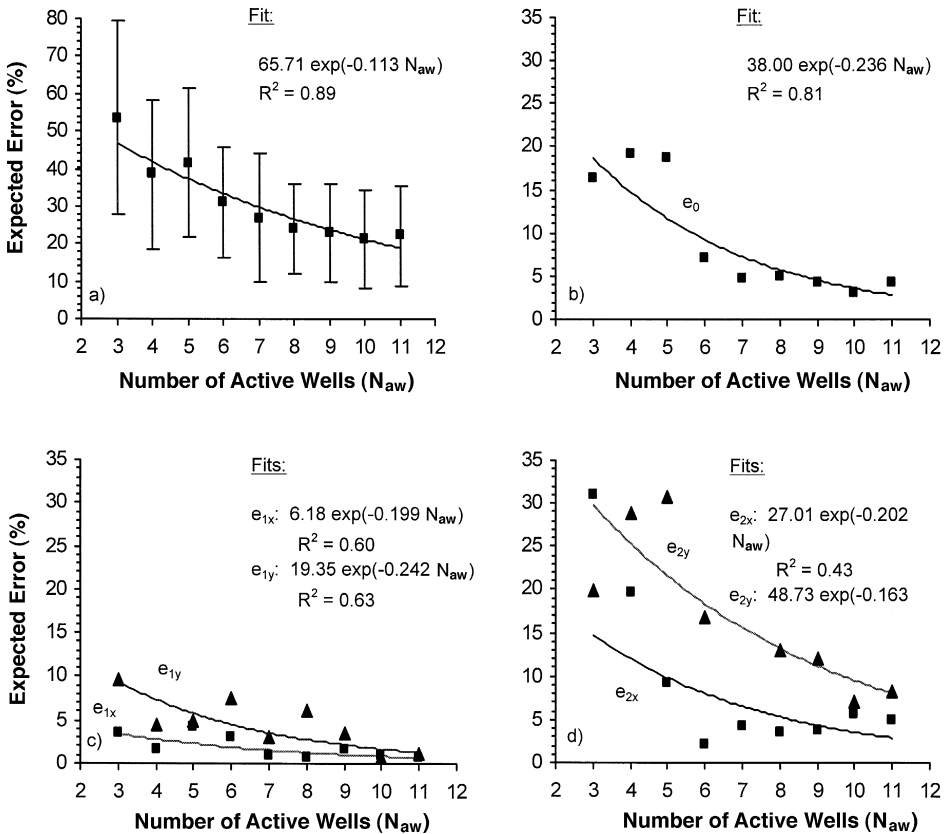 Fit:
65.71 exp(-0.113 Naw)
R2 = 0.89
Expected Error (%)
80
70
60
50
40
30
20
10
0
a)
2 3 4 5 6 7 8 9 10 11 12
Number of Active Wells (Naw)
Fit:
38.00 exp(-0.236 Naw)
R2 = 0.81
35
30
25
20
15
10
5
0
e0
b)
2 3 4 5 6 7 8 9 10 11 12
Number of Active Wells (Naw)
Fits:
e1x: 6.18 exp(-0.199 Naw)
R2 = 0.60
e1y: 19.35 exp(-0.242 Naw)
R2 = 0.63
Expected Error (%)
35
30
25
20
15
10
5
0
e1y
e1x
c)
2 3 4 5 6 7 8 9 10 11 12
Number of Active Wells (Naw)
Fits:
e2x: 27.01 exp(-0.202
Naw)
R2 = 0.43
e2y: 48.73 exp(-0.163
35
30
25
20
15
10
5
0
e2y
e2x
d)
2 3 4 5 6 7 8 9 10 11 12
Number of Active Wells (Naw)